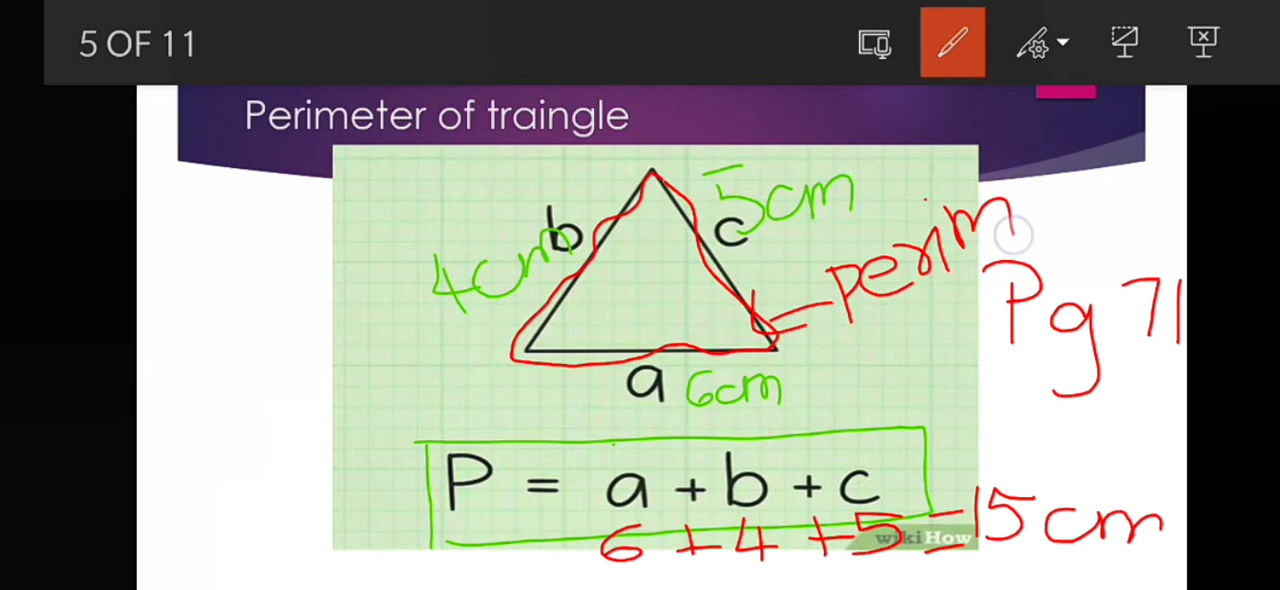 5 OF 11
Perimeter of traingle
b
5cm
c
4cm
perim
Pg 71
a 6cm
P = a + b + c
6 + 4 + 5 = 15 cm
wikiHow